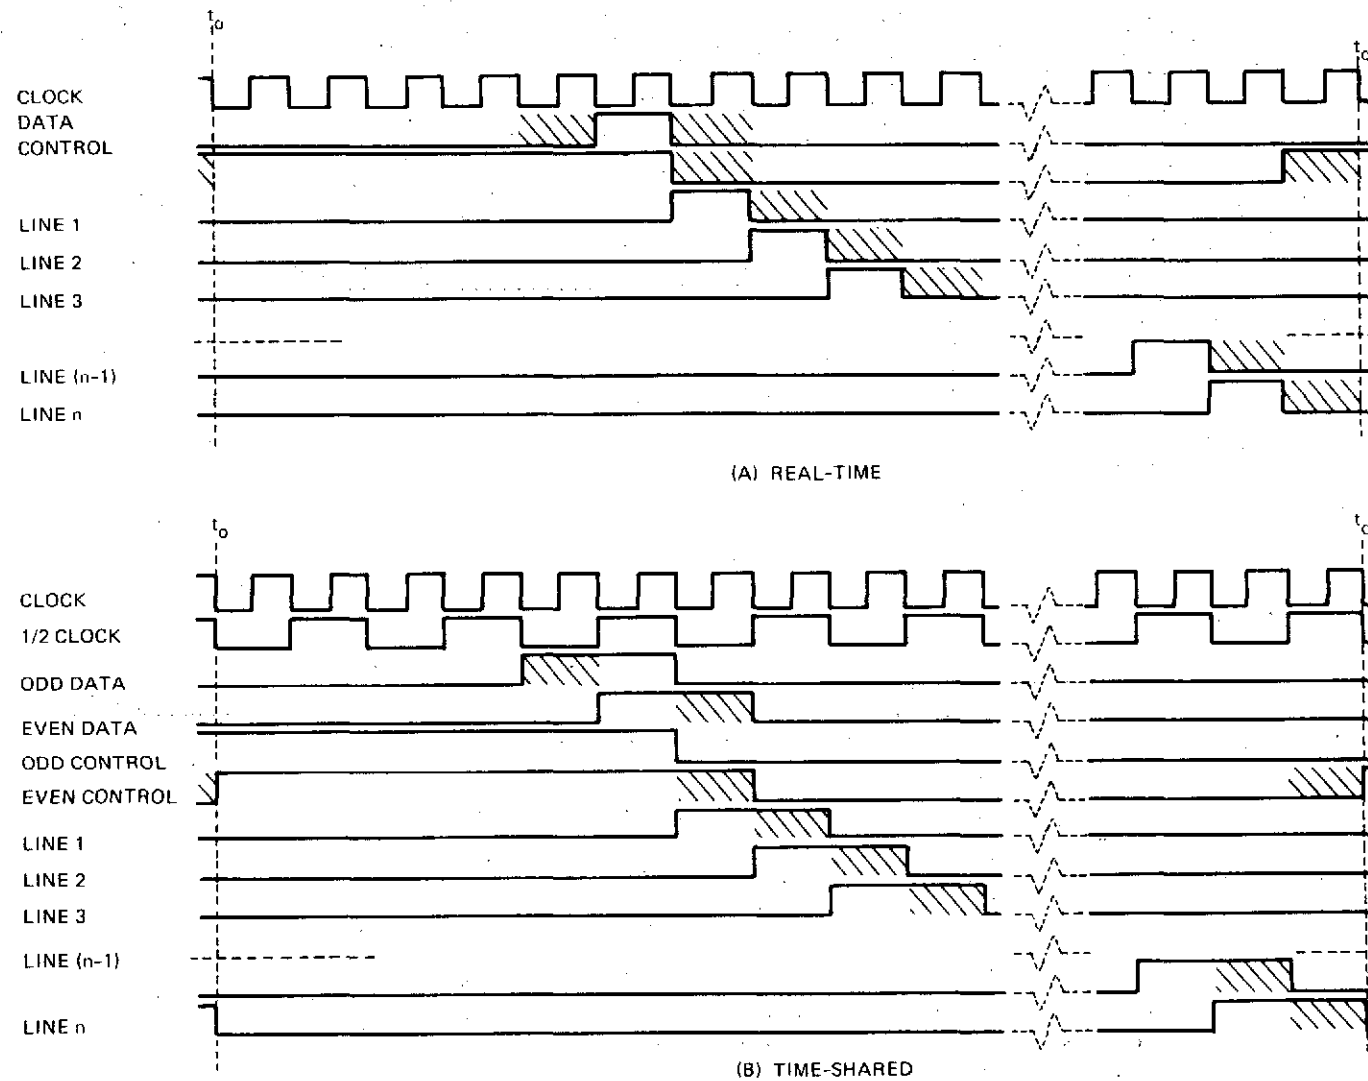 t₀
t₀
CLOCK
DATA
CONTROL
LINE 1
LINE 2
LINE 3
LINE (n-1)
LINE n
(A) REAL-TIME
t₀
t₀
CLOCK
1/2 CLOCK
ODD DATA
EVEN DATA
ODD CONTROL
EVEN CONTROL
LINE 1
LINE 2
LINE 3
LINE (n-1)
LINE n
(B) TIME-SHARED